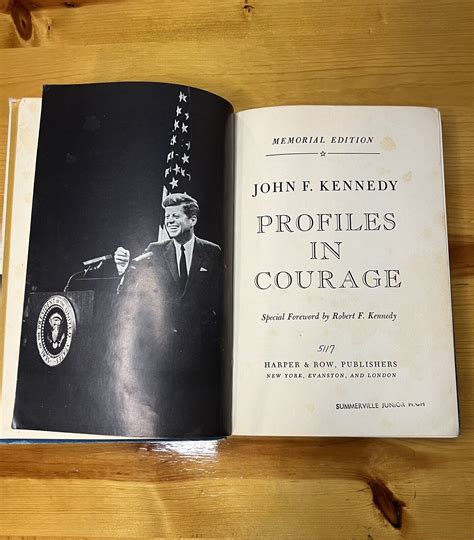 MEMORIAL EDITION
JOHN F. KENNEDY
PROFILES
IN
COURAGE
Special Foreword by Robert F. Kennedy
5117
HARPER & ROW, PUBLISHERS
NEW YORK, EVANSTON, AND LONDON
SUMMERVILLE JUNIOR HIGH